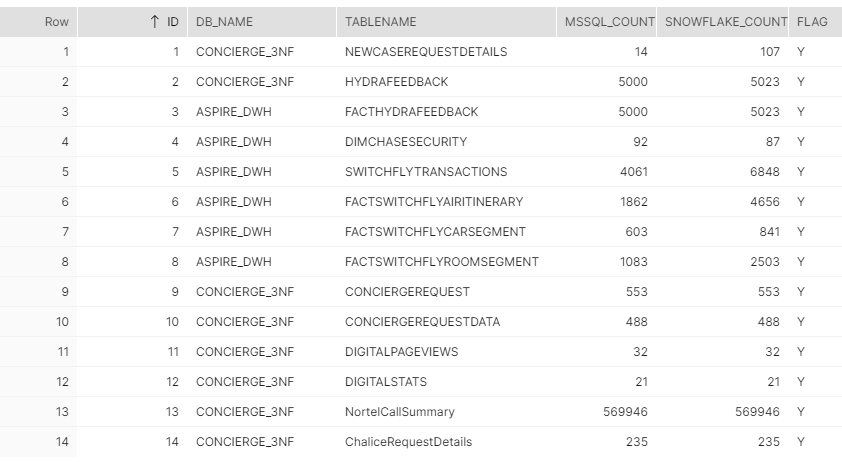 Row ↑ ID DB_NAME TABLENAME MSSQL_COUNT SNOWFLAKE_COUNT FLAG
1 1 CONCIERGE_3NF NEWCASEREQUESTDETAILS 14 107 Y
2 2 CONCIERGE_3NF HYDRAFEEDBACK 5000 5023 Y
3 3 ASPIRE_DWH FACTHYDRAFEEDBACK 5000 5023 Y
4 4 ASPIRE_DWH DIMCHASESECURITY 92 87 Y
5 5 ASPIRE_DWH SWITCHFLYTRANSACTIONS 4061 6848 Y
6 6 ASPIRE_DWH FACTSWITCHFLYAIRITINERARY 1862 4656 Y
7 7 ASPIRE_DWH FACTSWITCHFLYCARSEGMENT 603 841 Y
8 8 ASPIRE_DWH FACTSWITCHFLYROOMSEGMENT 1083 2503 Y
9 9 CONCIERGE_3NF CONCIERGEREQUEST 553 553 Y
10 10 CONCIERGE_3NF CONCIERGEREQUESTDATA 488 488 Y
11 11 CONCIERGE_3NF DIGITALPAGEVIEWS 32 32 Y
12 12 CONCIERGE_3NF DIGITALSTATS 21 21 Y
13 13 CONCIERGE_3NF NortelCallSummary 569946 569946 Y
14 14 CONCIERGE_3NF ChaliceRequestDetails 235 235 Y